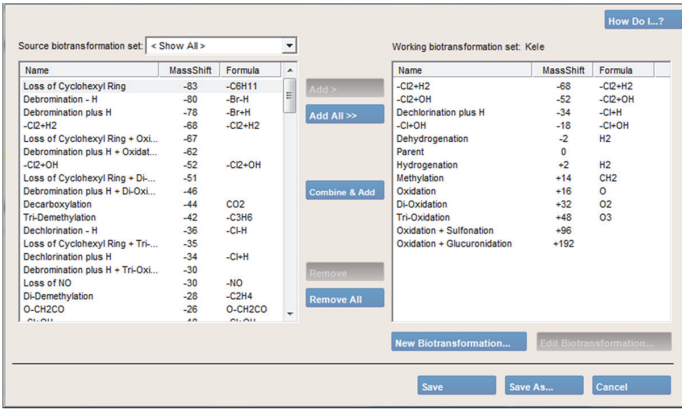 How Do I...?
Source biotransformation set: < Show All >
Working biotransformation set: Kele
Name MassShift Formula
Loss of Cyclohexyl Ring -83 -C6H11
Debromination - H -80 -Br-H
Debromination plus H -78 -Br+H
-Cl2+H2 -68 -Cl2+H2
Loss of Cyclohexyl Ring + Oxi... -67
Debromination plus H + Oxidat... -62
-Cl2+OH -52 -Cl2+OH
Loss of Cyclohexyl Ring + Di-... -51
Debromination plus H + Di-Oxi... -46
Decarboxylation -44 CO2
Tri-Demethylation -42 -C3H6
Dechlorination - H -36 -Cl-H
Loss of Cyclohexyl Ring + Tri-... -35
Dechlorination plus H -34 -Cl+H
Debromination plus H + Tri-Oxi... -30
Loss of NO -30 -NO
Di-Demethylation -28 -C2H4
O-CH2CO -26 O-CH2CO
Add >
Add All >>
Combine & Add
Remove
Remove All
Name MassShift Formula
-Cl2+H2 -68 -Cl2+H2
-Cl2+OH -52 -Cl2+OH
Dechlorination plus H -34 -Cl+H
-Cl+OH -18 -Cl+OH
Dehydrogenation -2 H2
Parent 0
Hydrogenation +2 H2
Methylation +14 CH2
Oxidation +16 O
Di-Oxidation +32 O2
Tri-Oxidation +48 O3
Oxidation + Sulfonation +96
Oxidation + Glucuronidation +192
New Biotransformation...
Edit Biotransformation...
Save
Save As...
Cancel